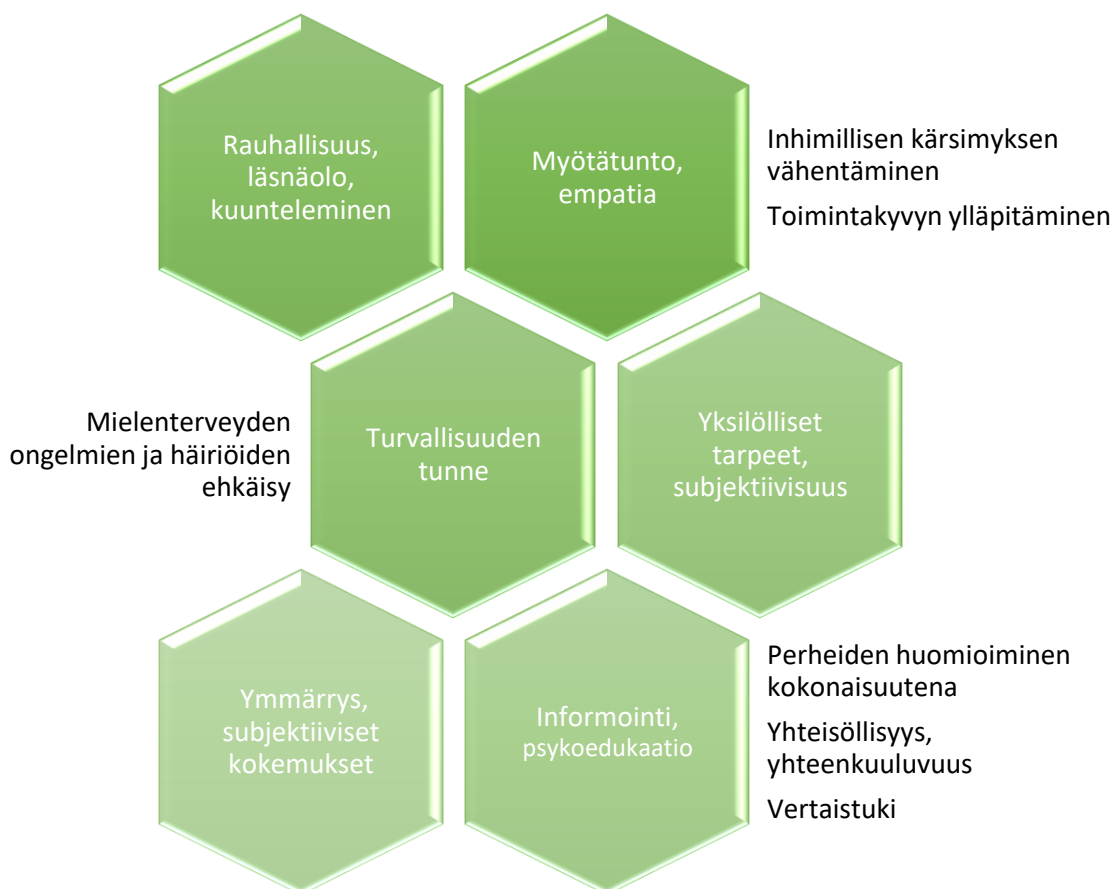 Rauhallisuus,
läsnäolo,
kuunteleminen
Myötätunto,
empatia
Inhimillisen kärsimyksen
vähentäminen
Toimintakyvyn ylläpitäminen
Mielenterveyden
ongelmien ja häiriöiden
ehkäisy
Turvallisuuden
tunne
Yksilölliset
tarpeet,
subjektiivisuus
Ymmärrys,
subjektiiviset
kokemukset
Informointi,
psykoedukaatio
Perheiden huomioiminen
kokonaisuutena
Yhteisöllisyys,
yhteenkuuluvuus
Vertaistuki